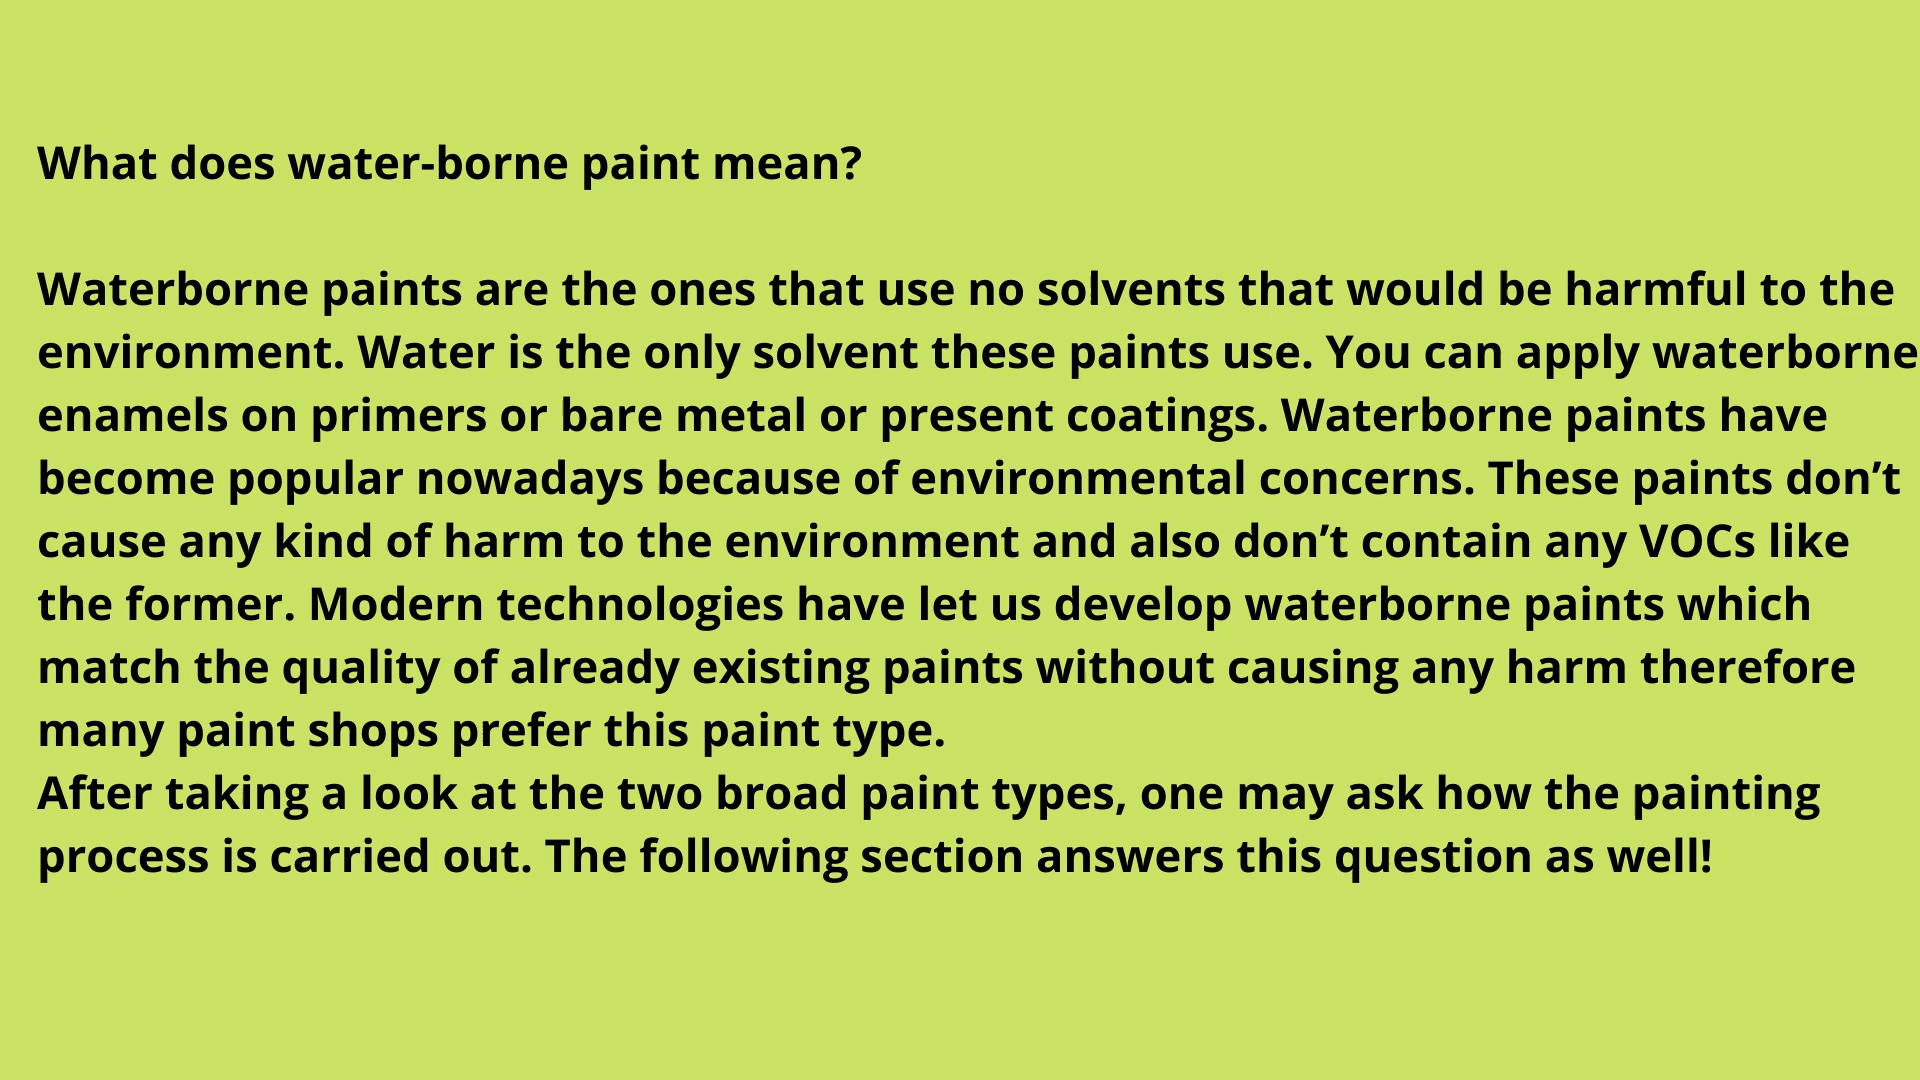 What does water-borne paint mean?
Waterborne paints are the ones that use no solvents that would be harmful to the
environment. Water is the only solvent these paints use. You can apply waterborne
enamels on primers or bare metal or present coatings. Waterborne paints have
become popular nowadays because of environmental concerns. These paints don’t
cause any kind of harm to the environment and also don’t contain any VOCs like
the former. Modern technologies have let us develop waterborne paints which
match the quality of already existing paints without causing any harm therefore
many paint shops prefer this paint type.
After taking a look at the two broad paint types, one may ask how the painting
process is carried out. The following section answers this question as well!